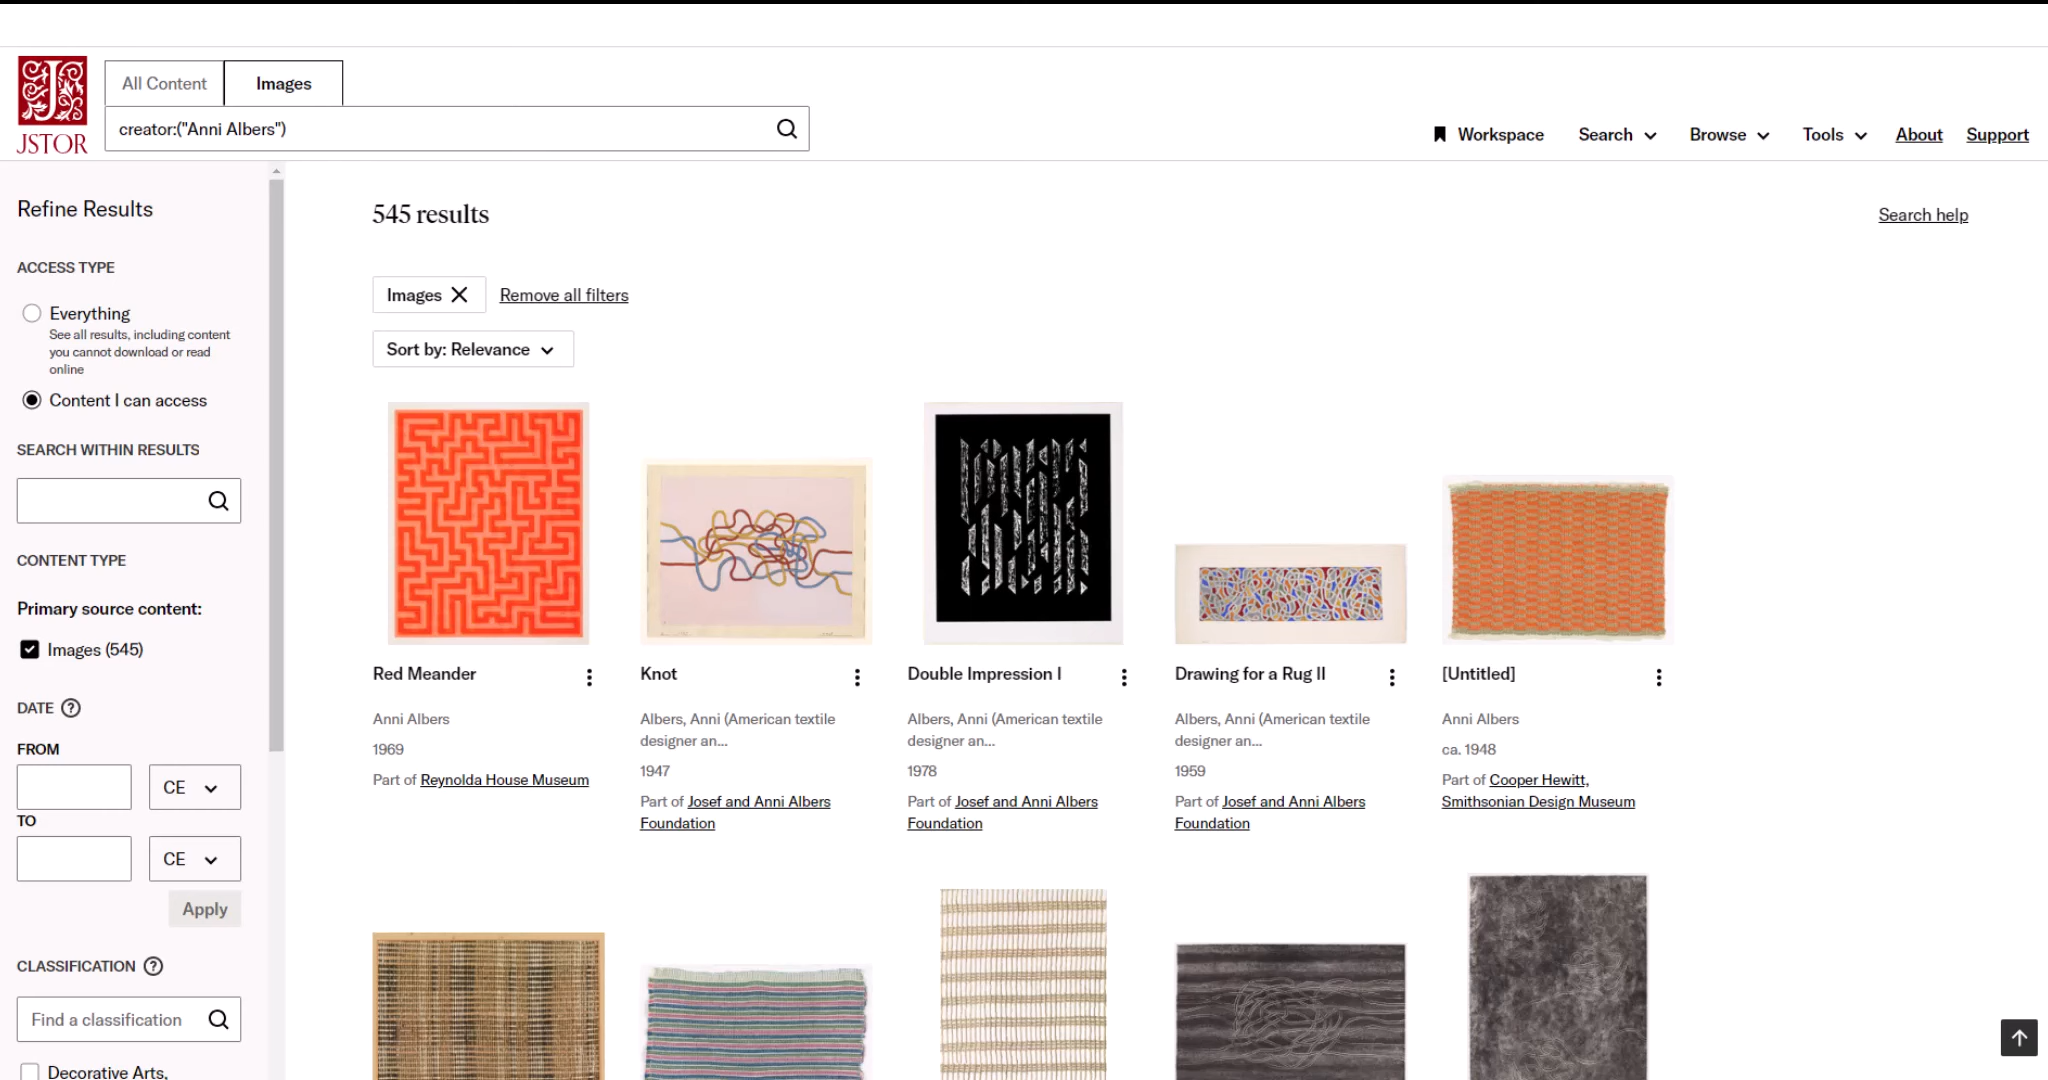 All Content
Images
creator:("Anni Albers")
JSTOR
Workspace
Search
Browse
Tools
About
Support
Refine Results
ACCESS TYPE
Everything
See all results, including content
you cannot download or read
online
Content I can access
SEARCH WITHIN RESULTS
CONTENT TYPE
Primary source content:
Images (545)
DATE
FROM
CE
TO
CE
Apply
CLASSIFICATION
Find a classification
Decorative Arts,
545 results
Search help
Images
Remove all filters
Sort by: Relevance
Red Meander
Anni Albers
1969
Part of Reynolda House Museum
Knot
Albers, Anni (American textile
designer an...
1947
Part of Josef and Anni Albers
Foundation
Double Impression I
Albers, Anni (American textile
designer an...
1978
Part of Josef and Anni Albers
Foundation
Drawing for a Rug II
Albers, Anni (American textile
designer an...
1959
Part of Josef and Anni Albers
Foundation
[Untitled]
Anni Albers
ca. 1948
Part of Cooper Hewitt,
Smithsonian Design Museum